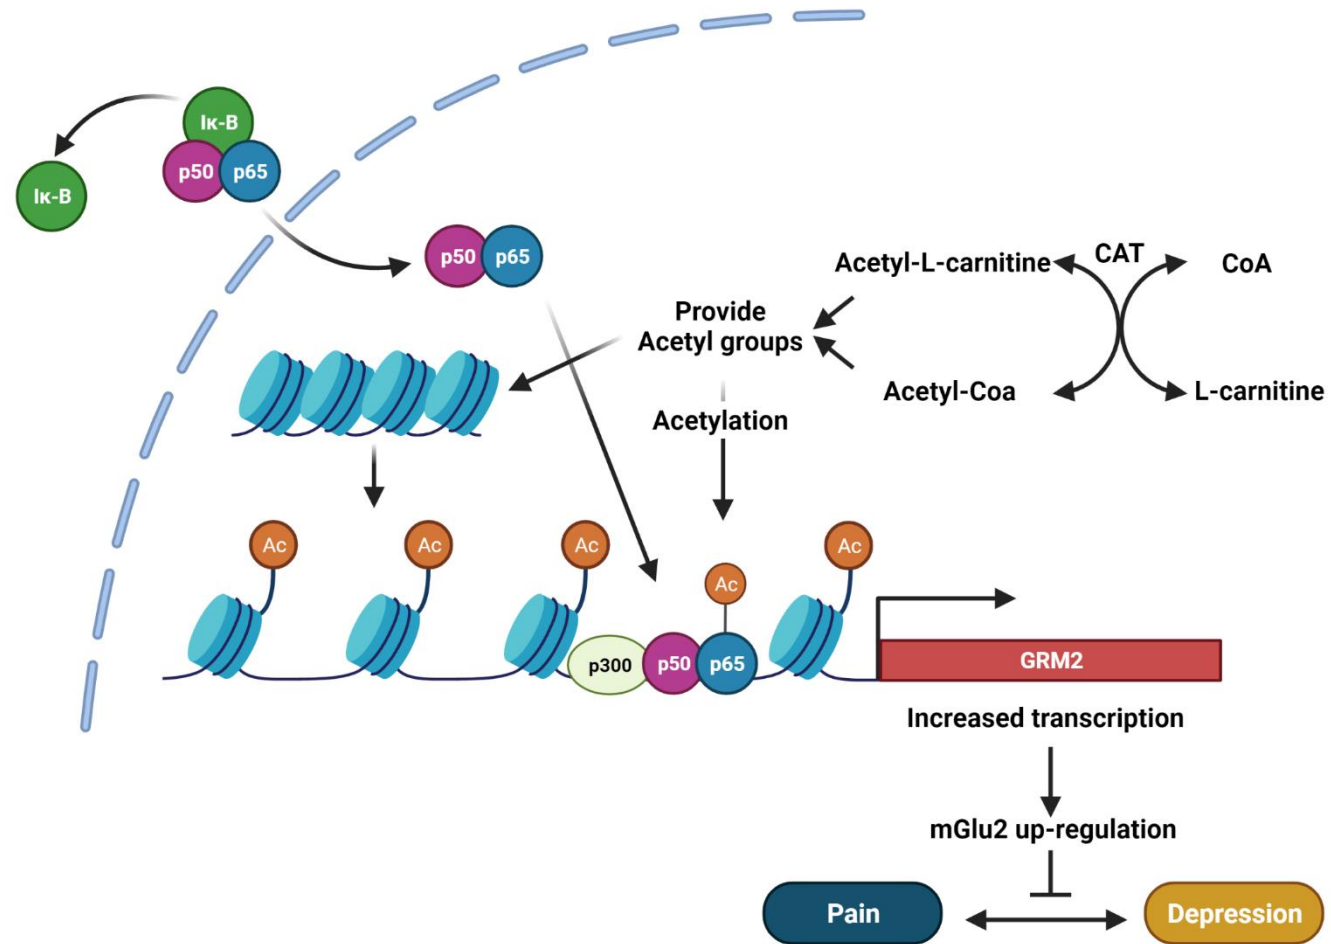 Iκ-B
Iκ-B
p50
p65
p50
p65
Acetyl-L-carnitine
CAT
CoA
Provide
Acetyl groups
Acetyl-Coa
L-carnitine
Acetylation
Ac
Ac
Ac
Ac
Ac
p300
p50
p65
GRM2
Increased transcription
mGlu2 up-regulation
Pain
Depression